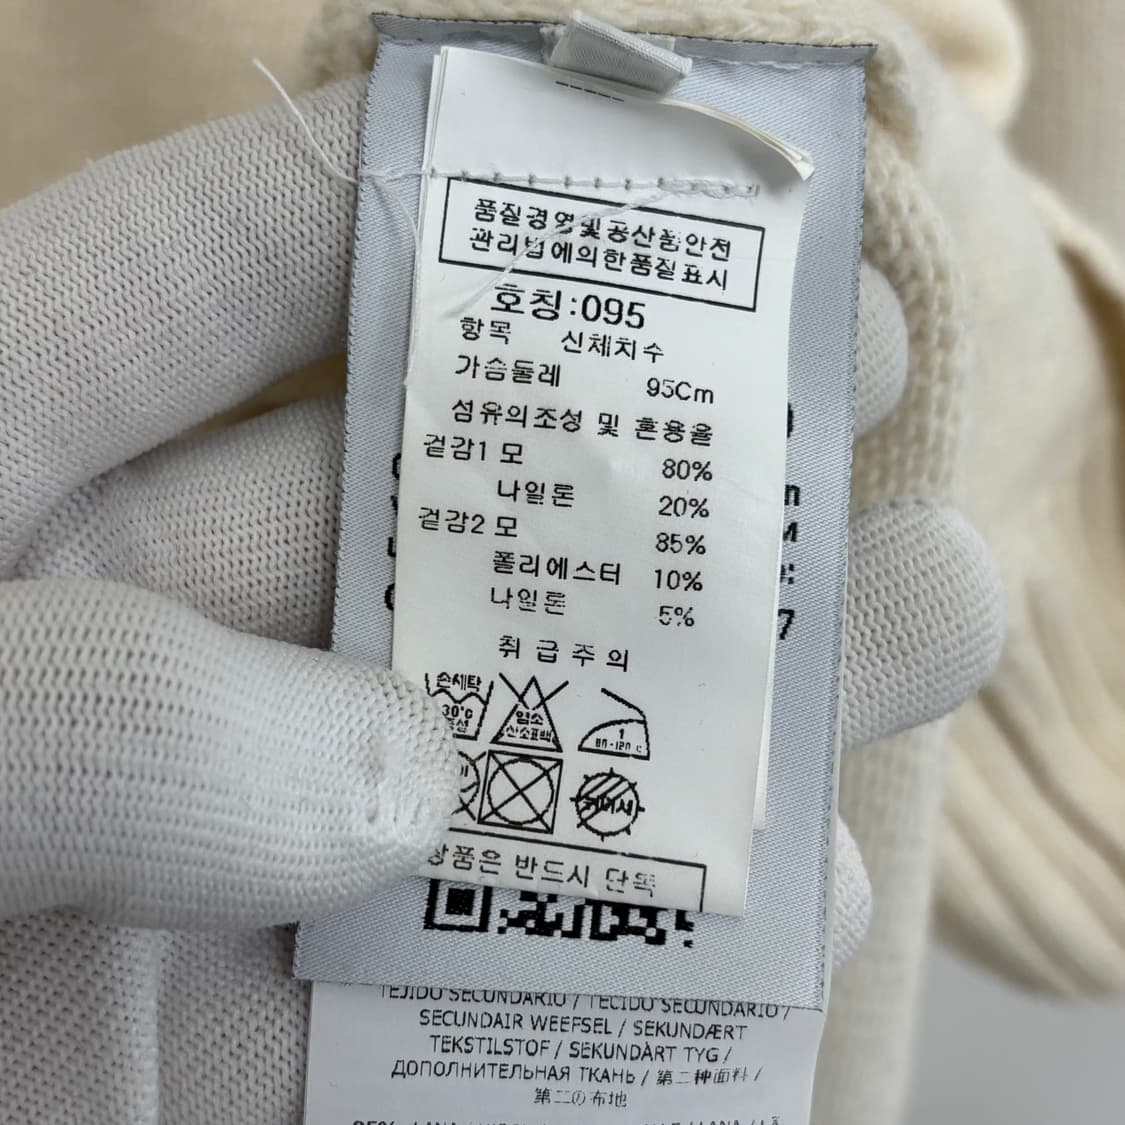 품질경영및공산품안전
관리법에의한품질표시
호칭:095
항목 신체치수
가슴둘레 95Cm
섬유의조성 및 혼용율
겉감1 모 80%
나일론 20%
겉감2 모 85%
폴리에스터 10%
나일론 5%
취급주의
손세탁
30°c
염소
산소표백
1
80-120 c
상품은 반드시 단독
7
TEJIDO SECUNDARIO / TECIDO SECUNDARIO /
SECUNDAIR WEEFSEL / SEKUNDÆRT
TEKSTILSTOF / SEKUNDÄRT TYG /
ДОПОЛНИТЕЛЬНАЯ ТКАНЬ / 第二种面料 /
第二の布地